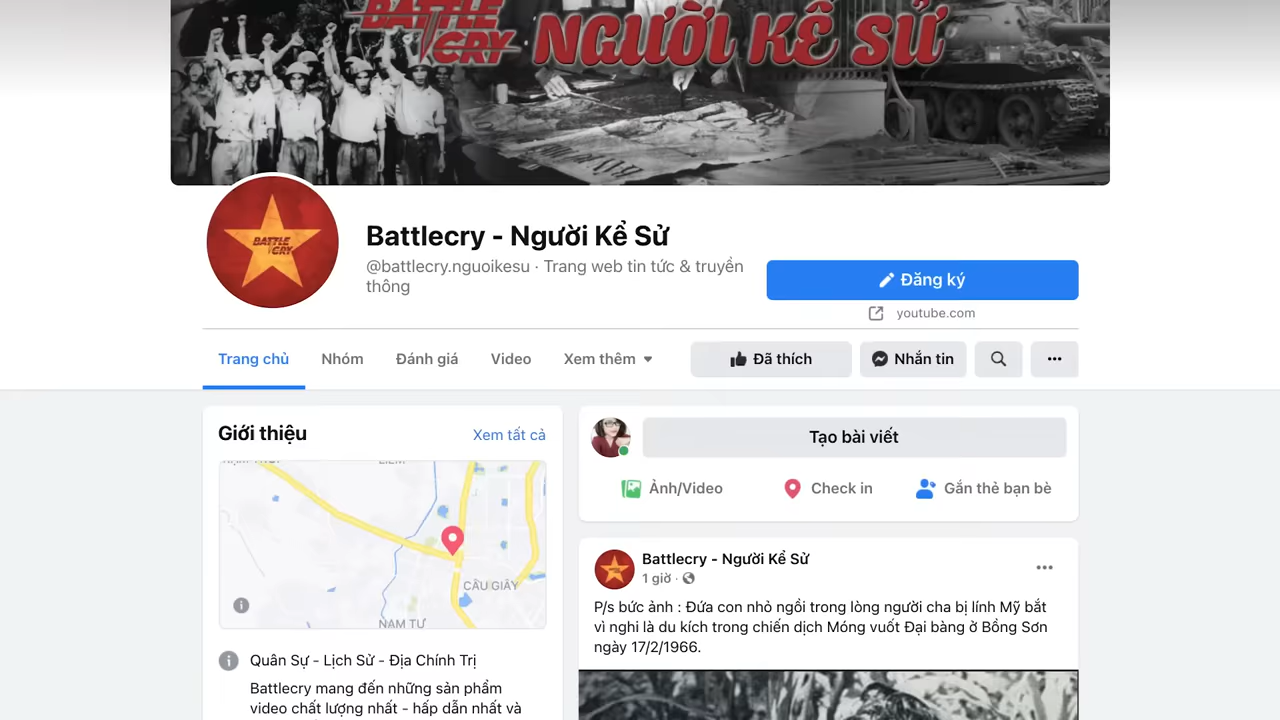 BATTLE
CRY
NGƯỜI KỂ SỬ
BATTLE
CRY
Battlecry - Người Kể Sử
@battlecry.nguoikesu · Trang web tin tức & truyền
thông
Đăng ký
youtube.com
Trang chủ
Nhóm
Đánh giá
Video
Xem thêm
Đã thích
Nhắn tin
Giới thiệu
Xem tất cả
CẦU GIẤY
NAM TỪ
Quân Sự - Lịch Sử - Địa Chính Trị
Battlecry mang đến những sản phẩm
video chất lượng nhất - hấp dẫn nhất và
Tạo bài viết
Ảnh/Video
Check in
Gắn thẻ bạn bè
Battlecry - Người Kể Sử
1 giờ ·
P/s bức ảnh : Đứa con nhỏ ngồi trong lòng người cha bị lính Mỹ bắt
vì nghi là du kích trong chiến dịch Móng vuốt Đại bàng ở Bồng Sơn
ngày 17/2/1966.